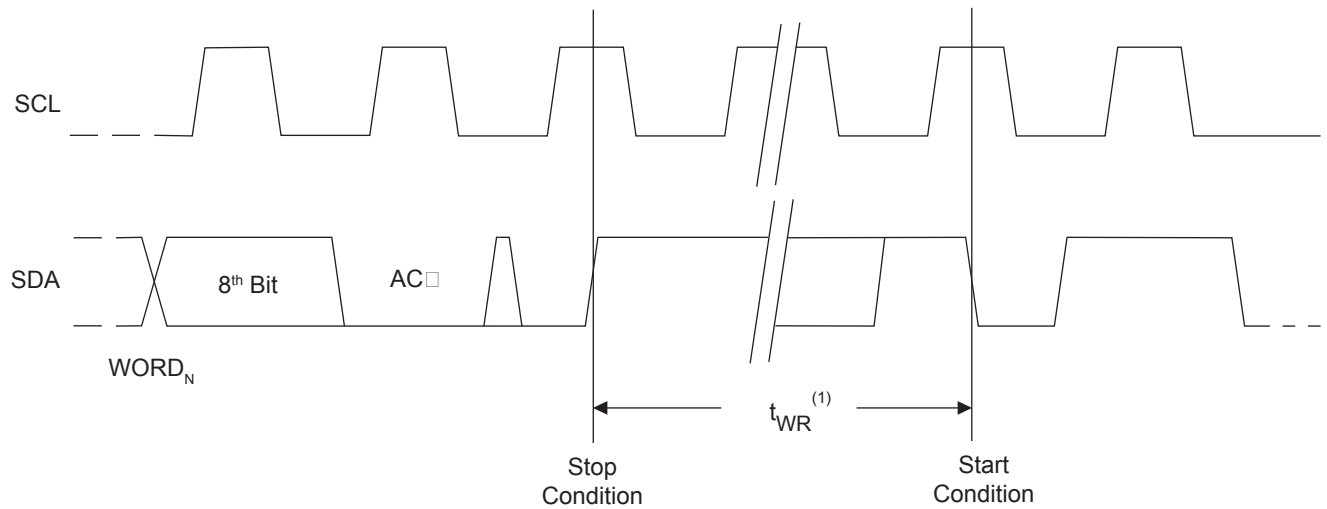 SCL
SDA
8th Bit
AC□
WORDN
tWR(1)
Stop
Condition
Start
Condition